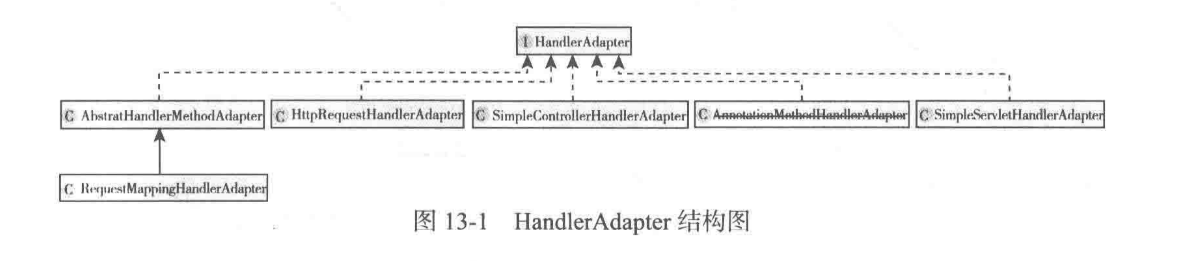 I HandlerAdapter
C AbstratHandlerMethodAdapter
C HttpRequestHandlerAdapter
C SimpleControllerHandlerAdapter
C AnnotationMethodHandlerAdapter
C SimpleServletHandlerAdapter
C RequestMappingHandlerAdapter
图 13-1 HandlerAdapter 结构图